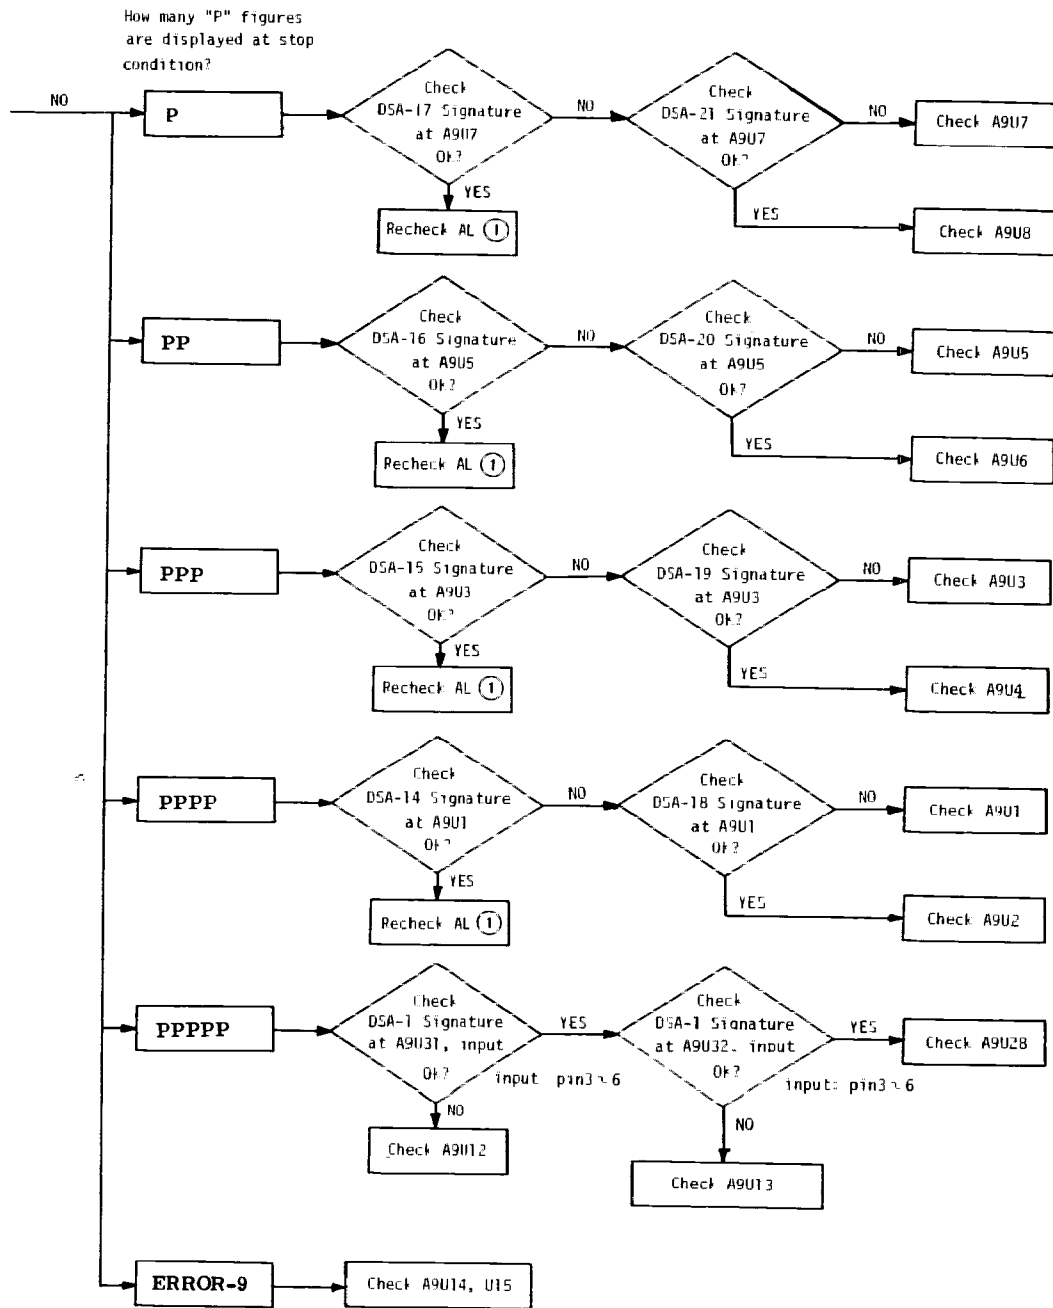 How many "P" figures
are displayed at stop
condition?
NO
P
Check
DSA-17 Signature
at A9U7
Ok?
NO
Check
DSA-21 Signature
at A9U7
Ok?
NO
Check A9U7
YES
Recheck AL ①
YES
Check A9U8
PP
Check
DSA-16 Signature
at A9U5
Ok?
NO
Check
DSA-20 Signature
at A9U5
Ok?
NO
Check A9U5
YES
Recheck AL ①
YES
Check A9U6
PPP
Check
DSA-15 Signature
at A9U3
Ok?
NO
Check
DSA-19 Signature
at A9U3
Ok?
NO
Check A9U3
YES
Recheck AL ①
YES
Check A9U4
PPPP
Check
DSA-14 Signature
at A9U1
Ok?
NO
Check
DSA-18 Signature
at A9U1
Ok?
NO
Check A9U1
YES
Recheck AL ①
YES
Check A9U2
PPPPP
Check
DSA-1 Signature
at A9U31, input
Ok?
input: pin3~6
YES
Check
DSA-1 Signature
at A9U32, input
Ok?
input: pin3~6
YES
Check A9U28
NO
Check A9U12
NO
Check A9U13
ERROR-9
Check A9U14, U15